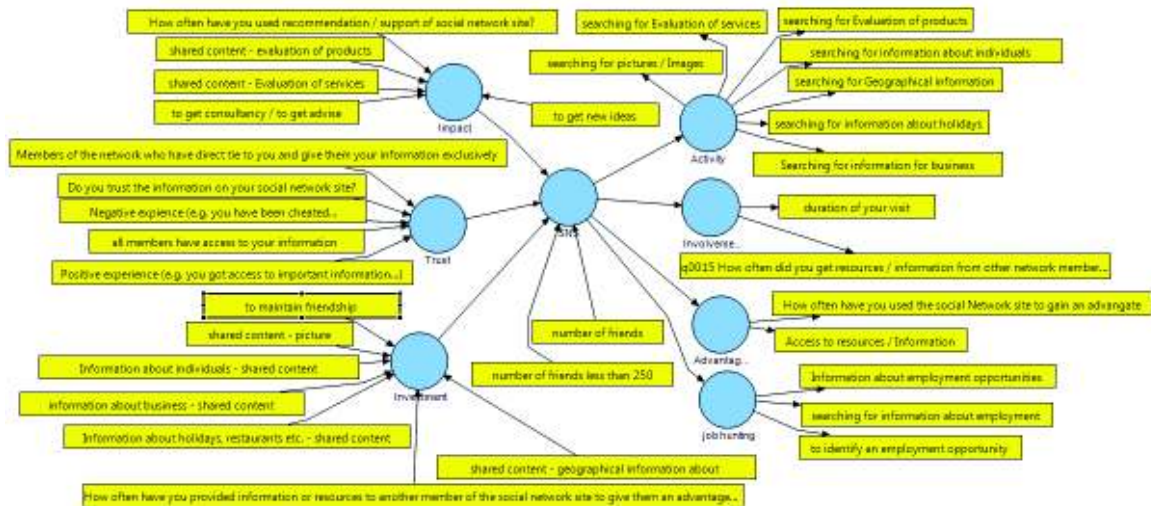 How often have you used recommendation / support of social network site?
shared content - evaluation of products
shared content - Evaluation of services
to get consultancy / to get advise
Impact
to get new ideas
searching for Evaluation of services
searching for pictures / Images
searching for Evaluation of products
searching for Information about individuals
searching for Geographical information
searching for information about holidays
Searching for information for business
Activity
Members of the network who have direct tie to you and give them your information exclusively
Do you trust the information on your social network site?
Negative expience (e.g. you have been cheated...
all members have access to your information
Positive experience (e.g. you got access to important information...)
Trust
SNS
Involveme...
duration of your visit
q0015 How often did you get resources / information from other network member...
to maintain friendship
shared content - picture
Information about individuals - shared content
information about business - shared content
Information about holidays, restaurants etc. - shared content
Investment
number of friends
number of friends less than 250
shared content - geographical information about
How often have you provided information or resources to another member of the social network site to give them an advantage...
Advantag...
How often have you used the social Network site to gain an advangate
Access to resources / Information
job hunting
Information about employment opportunities
searching for information about employment
to identify an employment opportunity